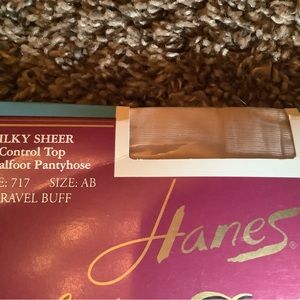 ILKY SHEER
Control Top
alfoot Pantyhose
E: 717 SIZE: AB
RAVEL BUFF
Hanes®